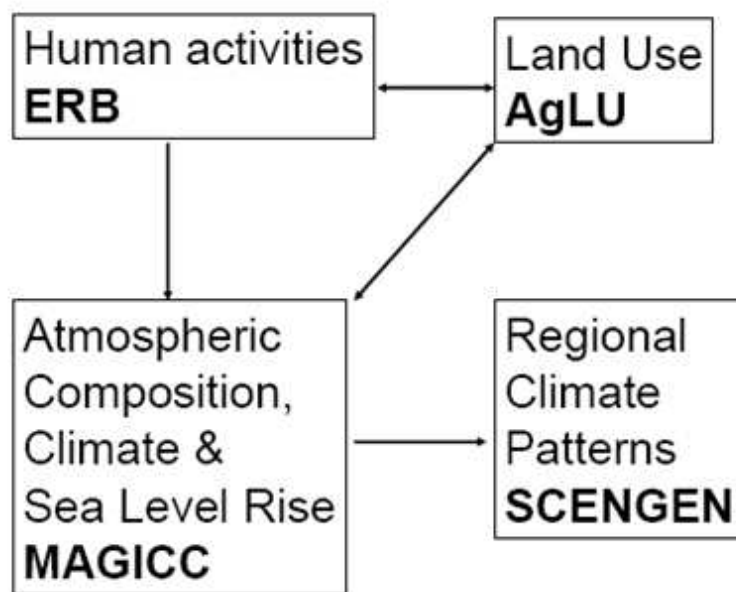 Human activities
ERB
Land Use
AgLU
Atmospheric
Composition,
Climate &
Sea Level Rise
MAGICC
Regional
Climate
Patterns
SCENGEN